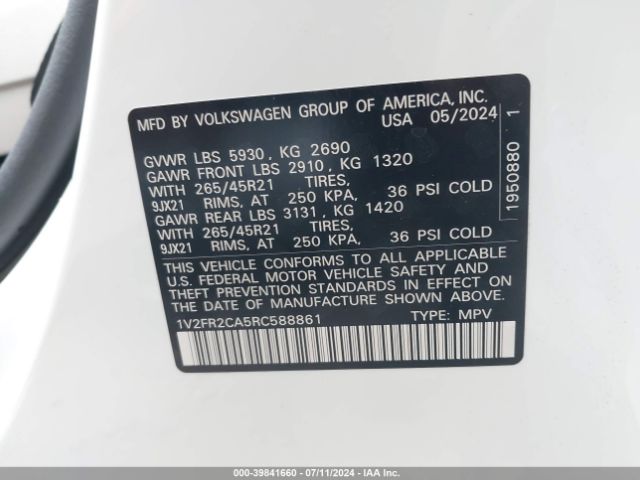 MFD BY VOLKSWAGEN GROUP OF AMERICA, INC.
USA 05/2024
GVWR LBS 5930 , KG 2690
GAWR FRONT LBS 2910 , KG 1320
WITH 265/45R21 TIRES,
9JX21 RIMS, AT 250 KPA, 36 PSI COLD
GAWR REAR LBS 3131 , KG 1420
WITH 265/45R21 TIRES,
9JX21 RIMS, AT 250 KPA, 36 PSI COLD
THIS VEHICLE CONFORMS TO ALL APPLICABLE
U.S. FEDERAL MOTOR VEHICLE SAFETY AND
THEFT PREVENTION STANDARDS IN EFFECT ON
THE DATE OF MANUFACTURE SHOWN ABOVE.
1V2FR2CA5RC588861 TYPE: MPV
1950880 1
000-39841660 - 07/11/2024 - IAAI.COM